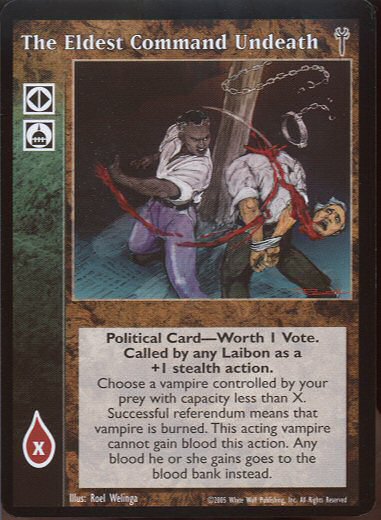 The Eldest Command Undeath
Political Card—Worth 1 Vote.
Called by any Laibon as a
+1 stealth action.
Choose a vampire controlled by your
prey with capacity less than X.
Successful referendum means that
vampire is burned. This acting vampire
cannot gain blood this action. Any
blood he or she gains goes to the
blood bank instead.
X
Illus: Roel Wielinga ©2005 White Wolf Publishing, Inc. All Rights Reserved